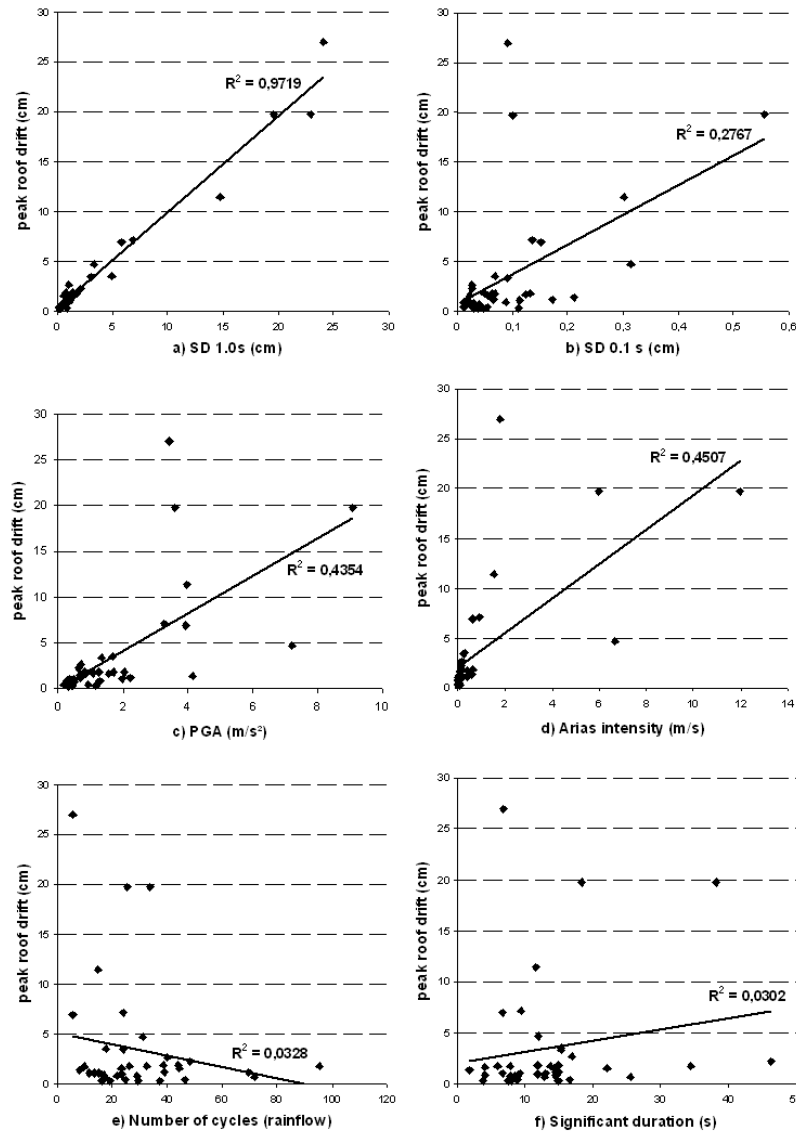 peak roof drift (cm)
30
25
20
15
10
5
0
R² = 0,9719
0 5 10 15 20 25 30
a) SD 1.0s (cm)
peak roof drift (cm)
30
25
20
15
10
5
0
R² = 0,2767
0 0,1 0,2 0,3 0,4 0,5 0,6
b) SD 0.1 s (cm)
peak roof drift (cm)
30
25
20
15
10
5
0
R² = 0,4354
0 2 4 6 8 10
c) PGA (m/s²)
peak roof drift (cm)
30
25
20
15
10
5
0
R² = 0,4507
0 2 4 6 8 10 12 14
d) Arias intensity (m/s)
peak roof drift (cm)
30
25
20
15
10
5
0
R² = 0,0328
0 20 40 60 80 100 120
e) Number of cycles (rainflow)
peak roof drift (cm)
30
25
20
15
10
5
0
R² = 0,0302
0 10 20 30 40 50
f) Significant duration (s)